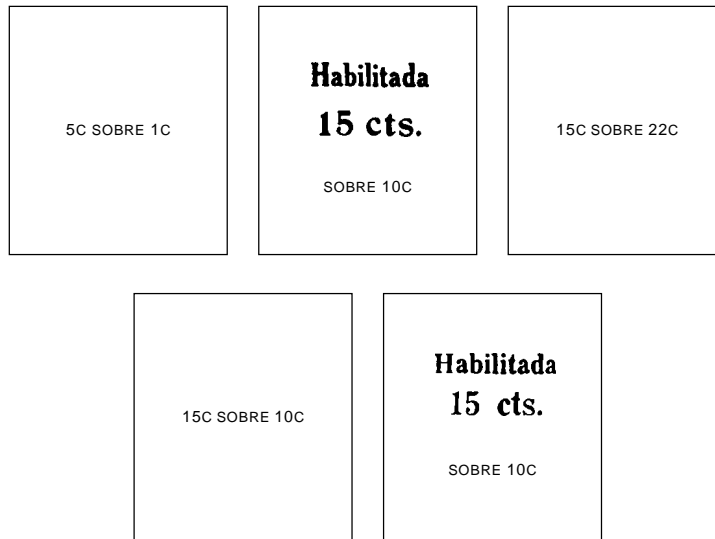 5C SOBRE 1C
Habilitada
15 cts.
SOBRE 10C
15C SOBRE 22C
15C SOBRE 10C
Habilitada
15 cts.
SOBRE 10C